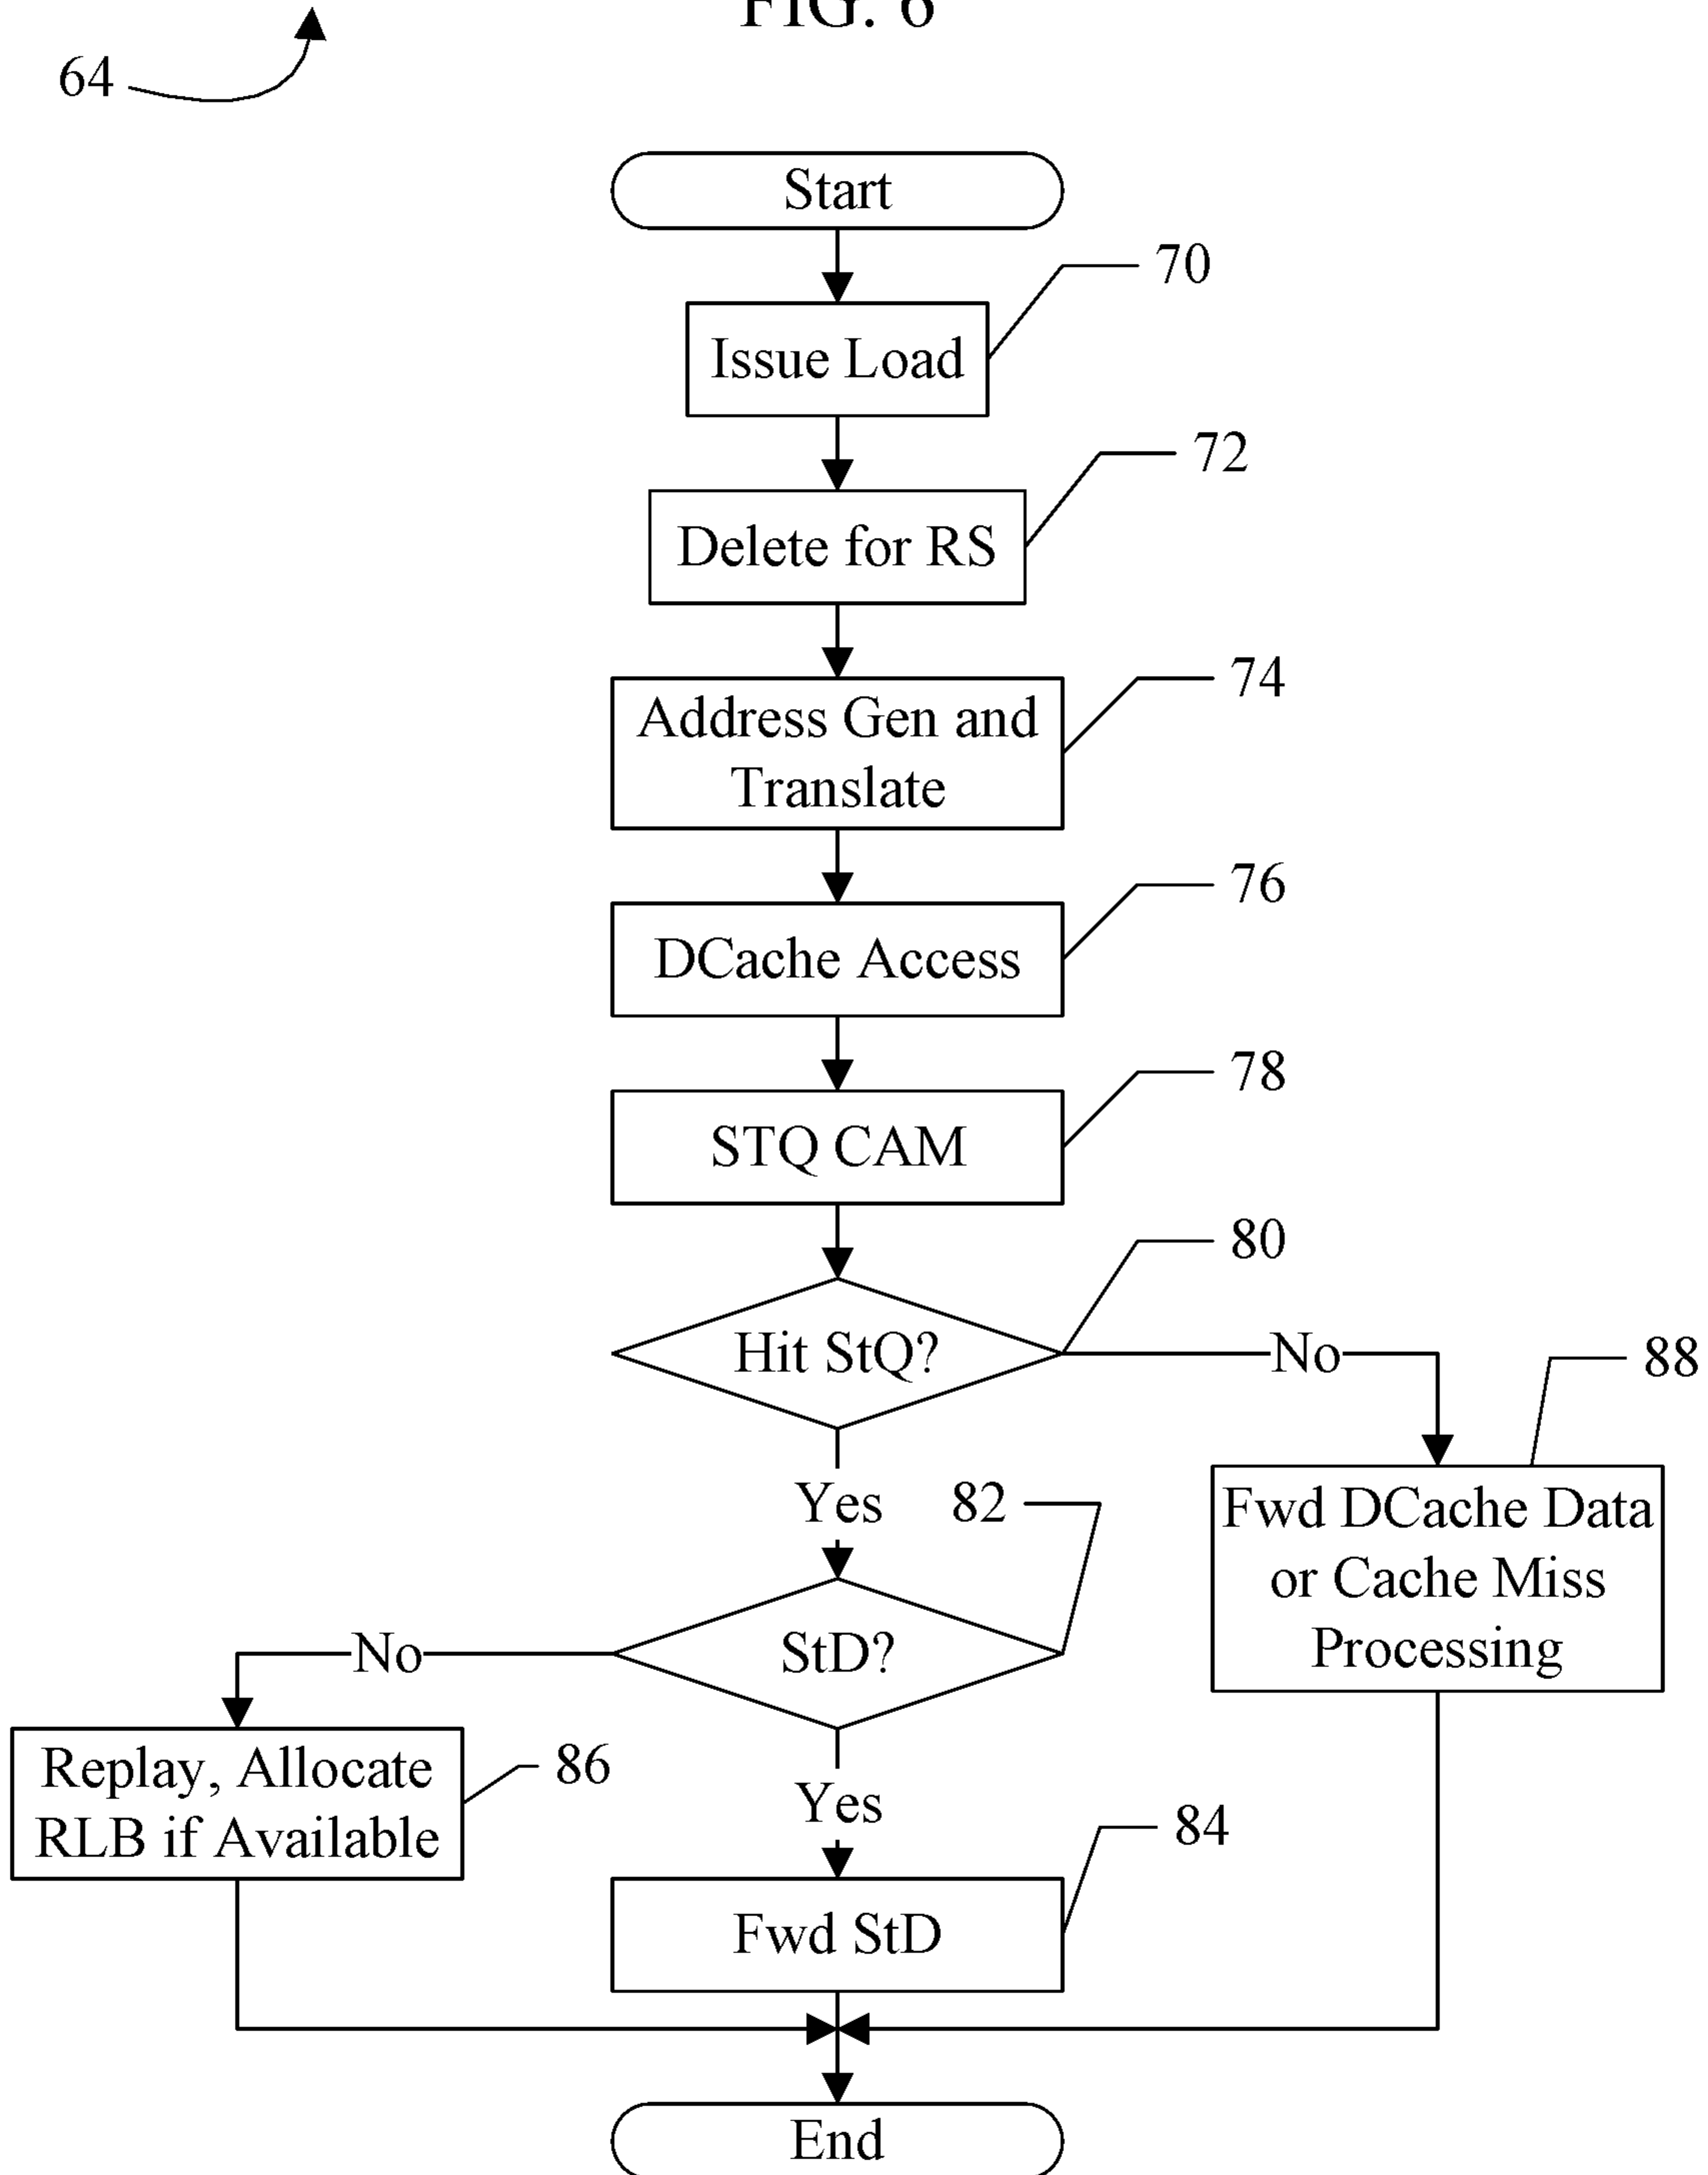 FIG. 6
64
Start
70
Issue Load
72
Delete for RS
74
Address Gen and
Translate
76
DCache Access
78
STQ CAM
80
Hit StQ?
No
88
Yes
82
Fwd DCache Data
or Cache Miss
Processing
StD?
No
Replay, Allocate
RLB if Available
86
Yes
84
Fwd StD
End